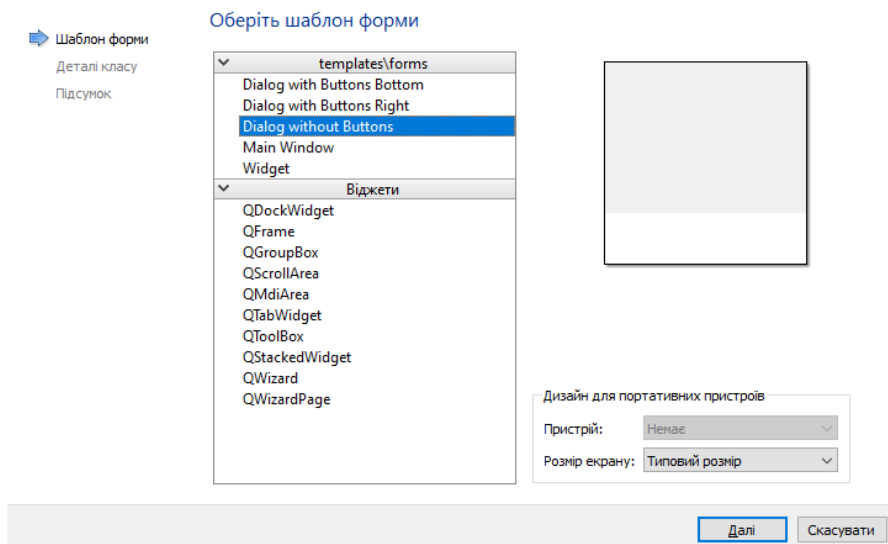 Оберіть шаблон форми
Шаблон форми
Деталі класу
Підсумок
templates\forms
Dialog with Buttons Bottom
Dialog with Buttons Right
Dialog without Buttons
Main Window
Widget
Віджети
QDockWidget
QFrame
QGroupBox
QScrollArea
QMdiArea
QTabWidget
QToolBox
QStackedWidget
QWizard
QWizardPage
Дизайн для портативних пристроїв
Пристрій: Немає
Розмір екрану: Типовий розмір
Далі Скасувати